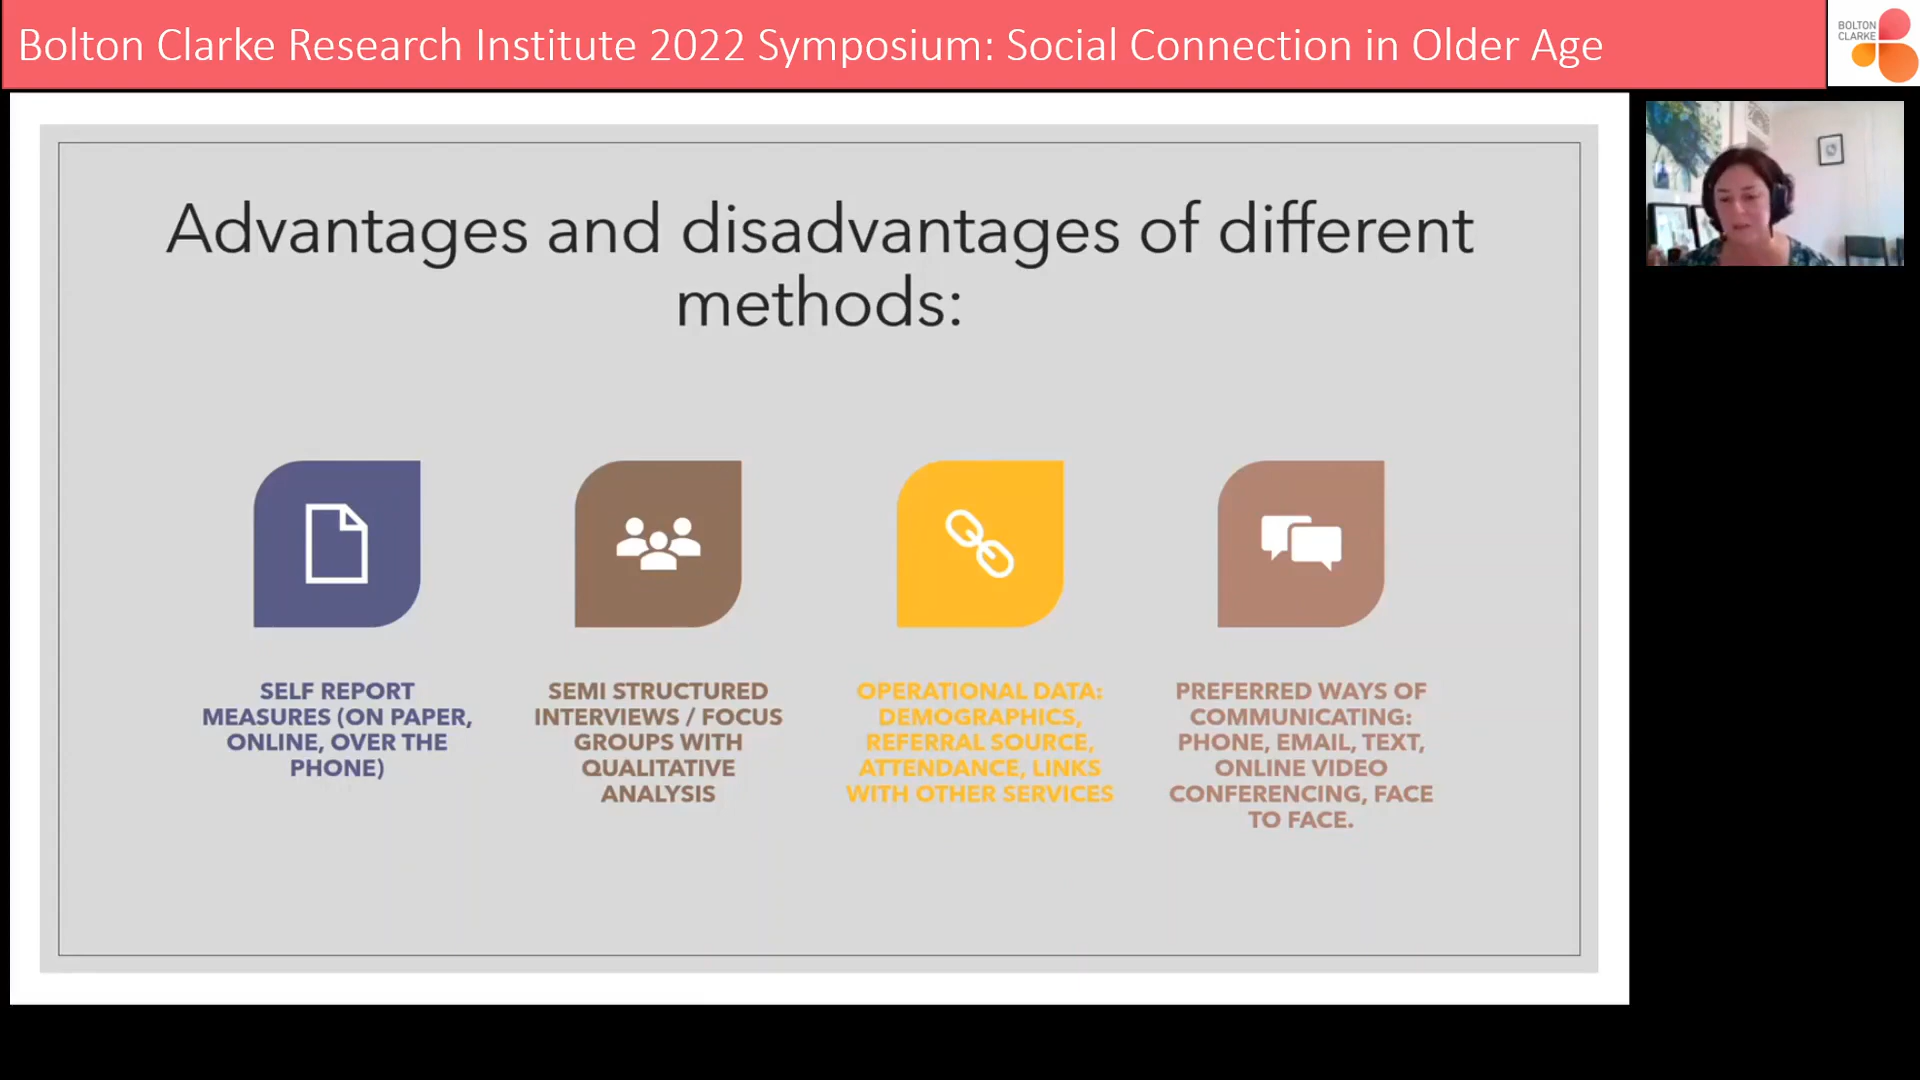 Bolton Clarke Research Institute 2022 Symposium: Social Connection in Older Age
BOLTON
CLARKE
Advantages and disadvantages of different
methods:
SELF REPORT
MEASURES (ON PAPER,
ONLINE, OVER THE
PHONE)
SEMI STRUCTURED
INTERVIEWS / FOCUS
GROUPS WITH
QUALITATIVE
ANALYSIS
OPERATIONAL DATA:
DEMOGRAPHICS,
REFERRAL SOURCE,
ATTENDANCE, LINKS
WITH OTHER SERVICES
PREFERRED WAYS OF
COMMUNICATING:
PHONE, EMAIL, TEXT,
ONLINE VIDEO
CONFERENCING, FACE
TO FACE.